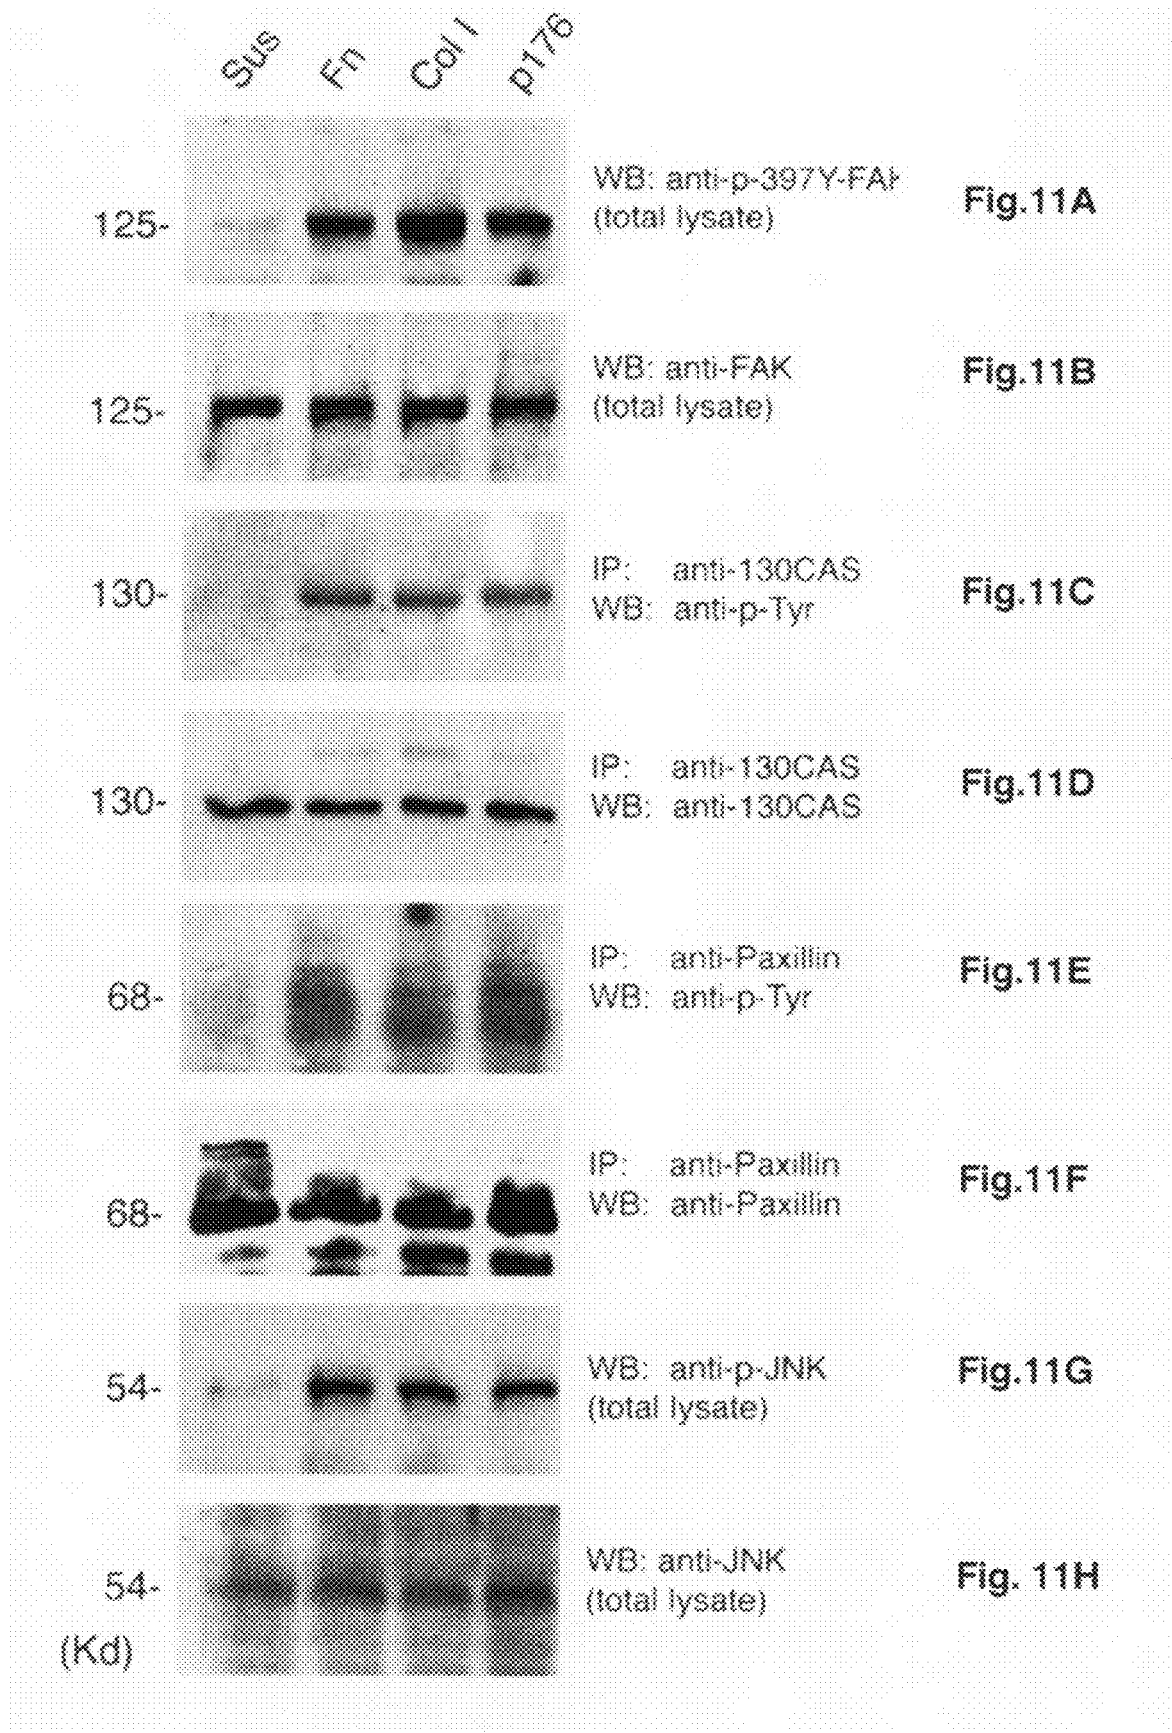 Sus Fn Col I p176
WB: anti-p-397Y-FAK
(total lysate)
Fig.11A
125-
WB: anti-FAK
(total lysate)
Fig.11B
125-
IP: anti-130CAS
WB: anti-p-Tyr
Fig.11C
130-
IP: anti-130CAS
WB: anti-130CAS
Fig.11D
130-
IP: anti-Paxillin
WB: anti-p-Tyr
Fig.11E
68-
IP: anti-Paxillin
WB: anti-Paxillin
Fig.11F
68-
WB: anti-p-JNK
(total lysate)
Fig.11G
54-
WB: anti-JNK
(total lysate)
Fig. 11H
54-
(Kd)